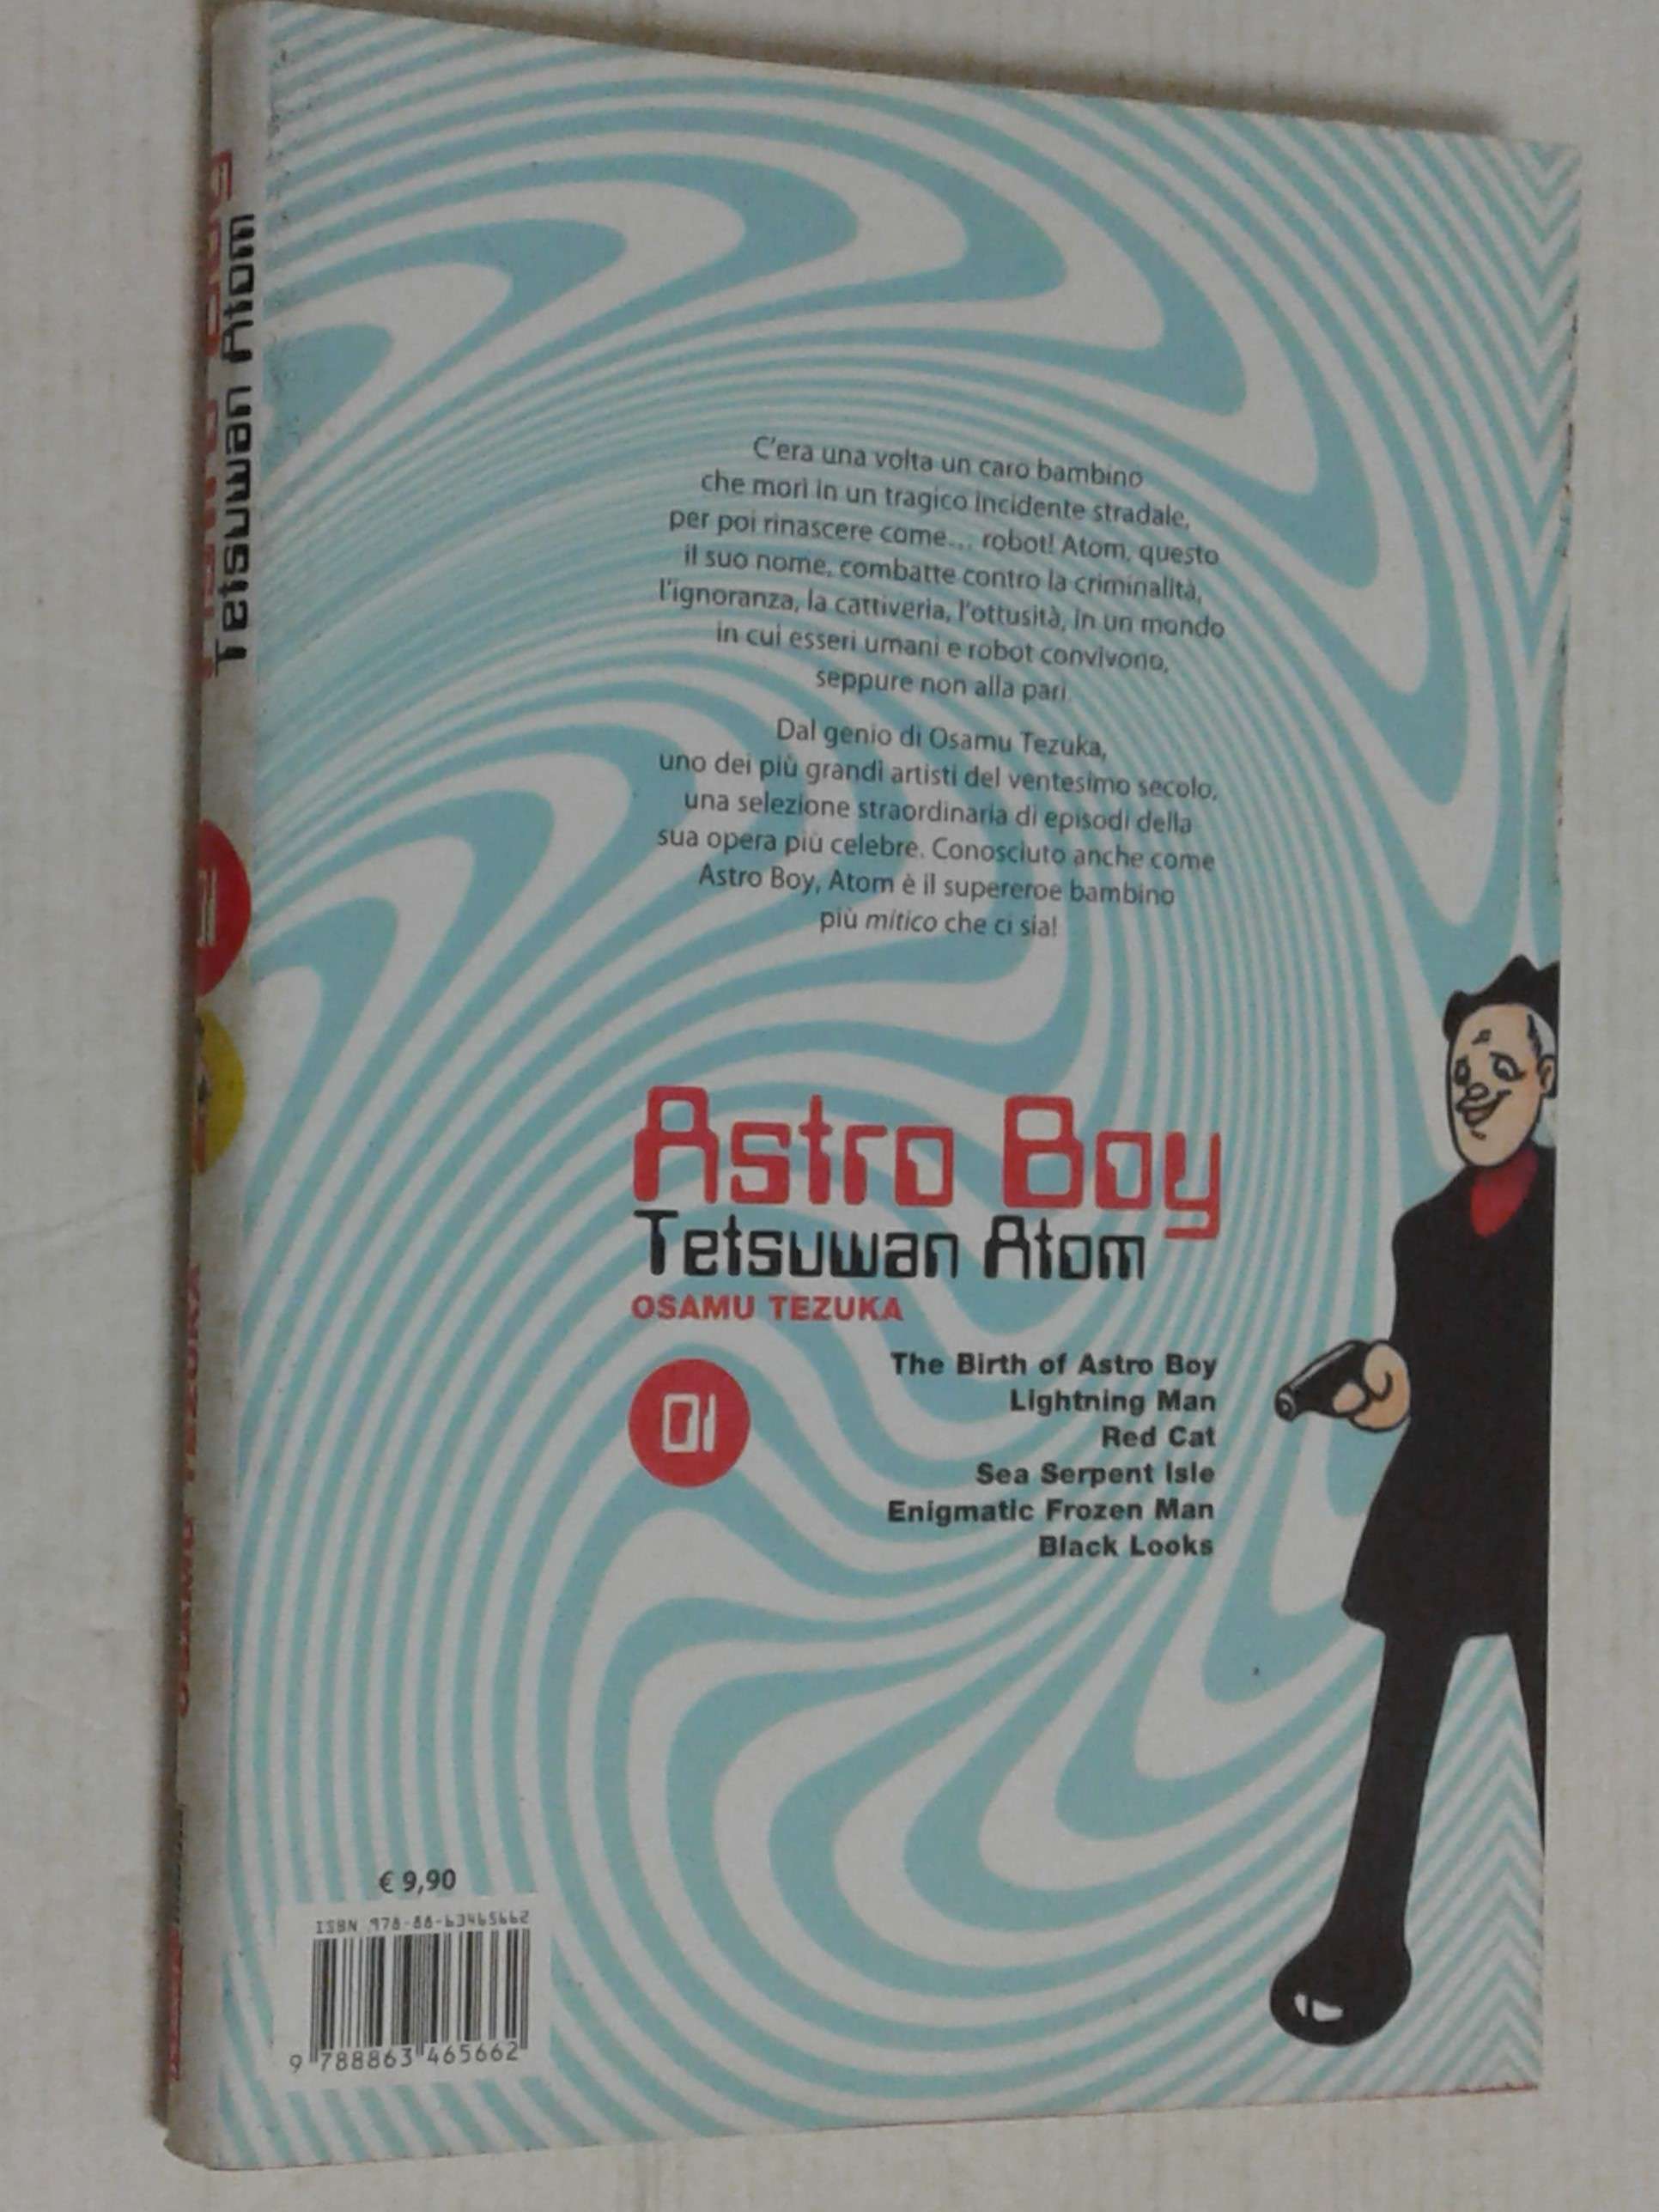 Tetsuwan Atom
01
OSAMU TEZUKA
C'era una volta un caro bambino
che morì in un tragico incidente stradale,
per poi rinascere come... robot! Atom, questo
il suo nome, combatte contro la criminalità,
l'ignoranza, la cattiveria, l'ottusità, in un mondo
in cui esseri umani e robot convivono,
seppure non alla pari.
Dal genio di Osamu Tezuka,
uno dei più grandi artisti del ventesimo secolo,
una selezione straordinaria di episodi della
sua opera più celebre. Conosciuto anche come
Astro Boy, Atom è il supereroe bambino
più mitico che ci sia!
Astro Boy
Tetsuwan Atom
OSAMU TEZUKA
01
The Birth of Astro Boy
Lightning Man
Red Cat
Sea Serpent Isle
Enigmatic Frozen Man
Black Looks
€ 9,90
ISBN 978-88-63465662
9 788863 465662